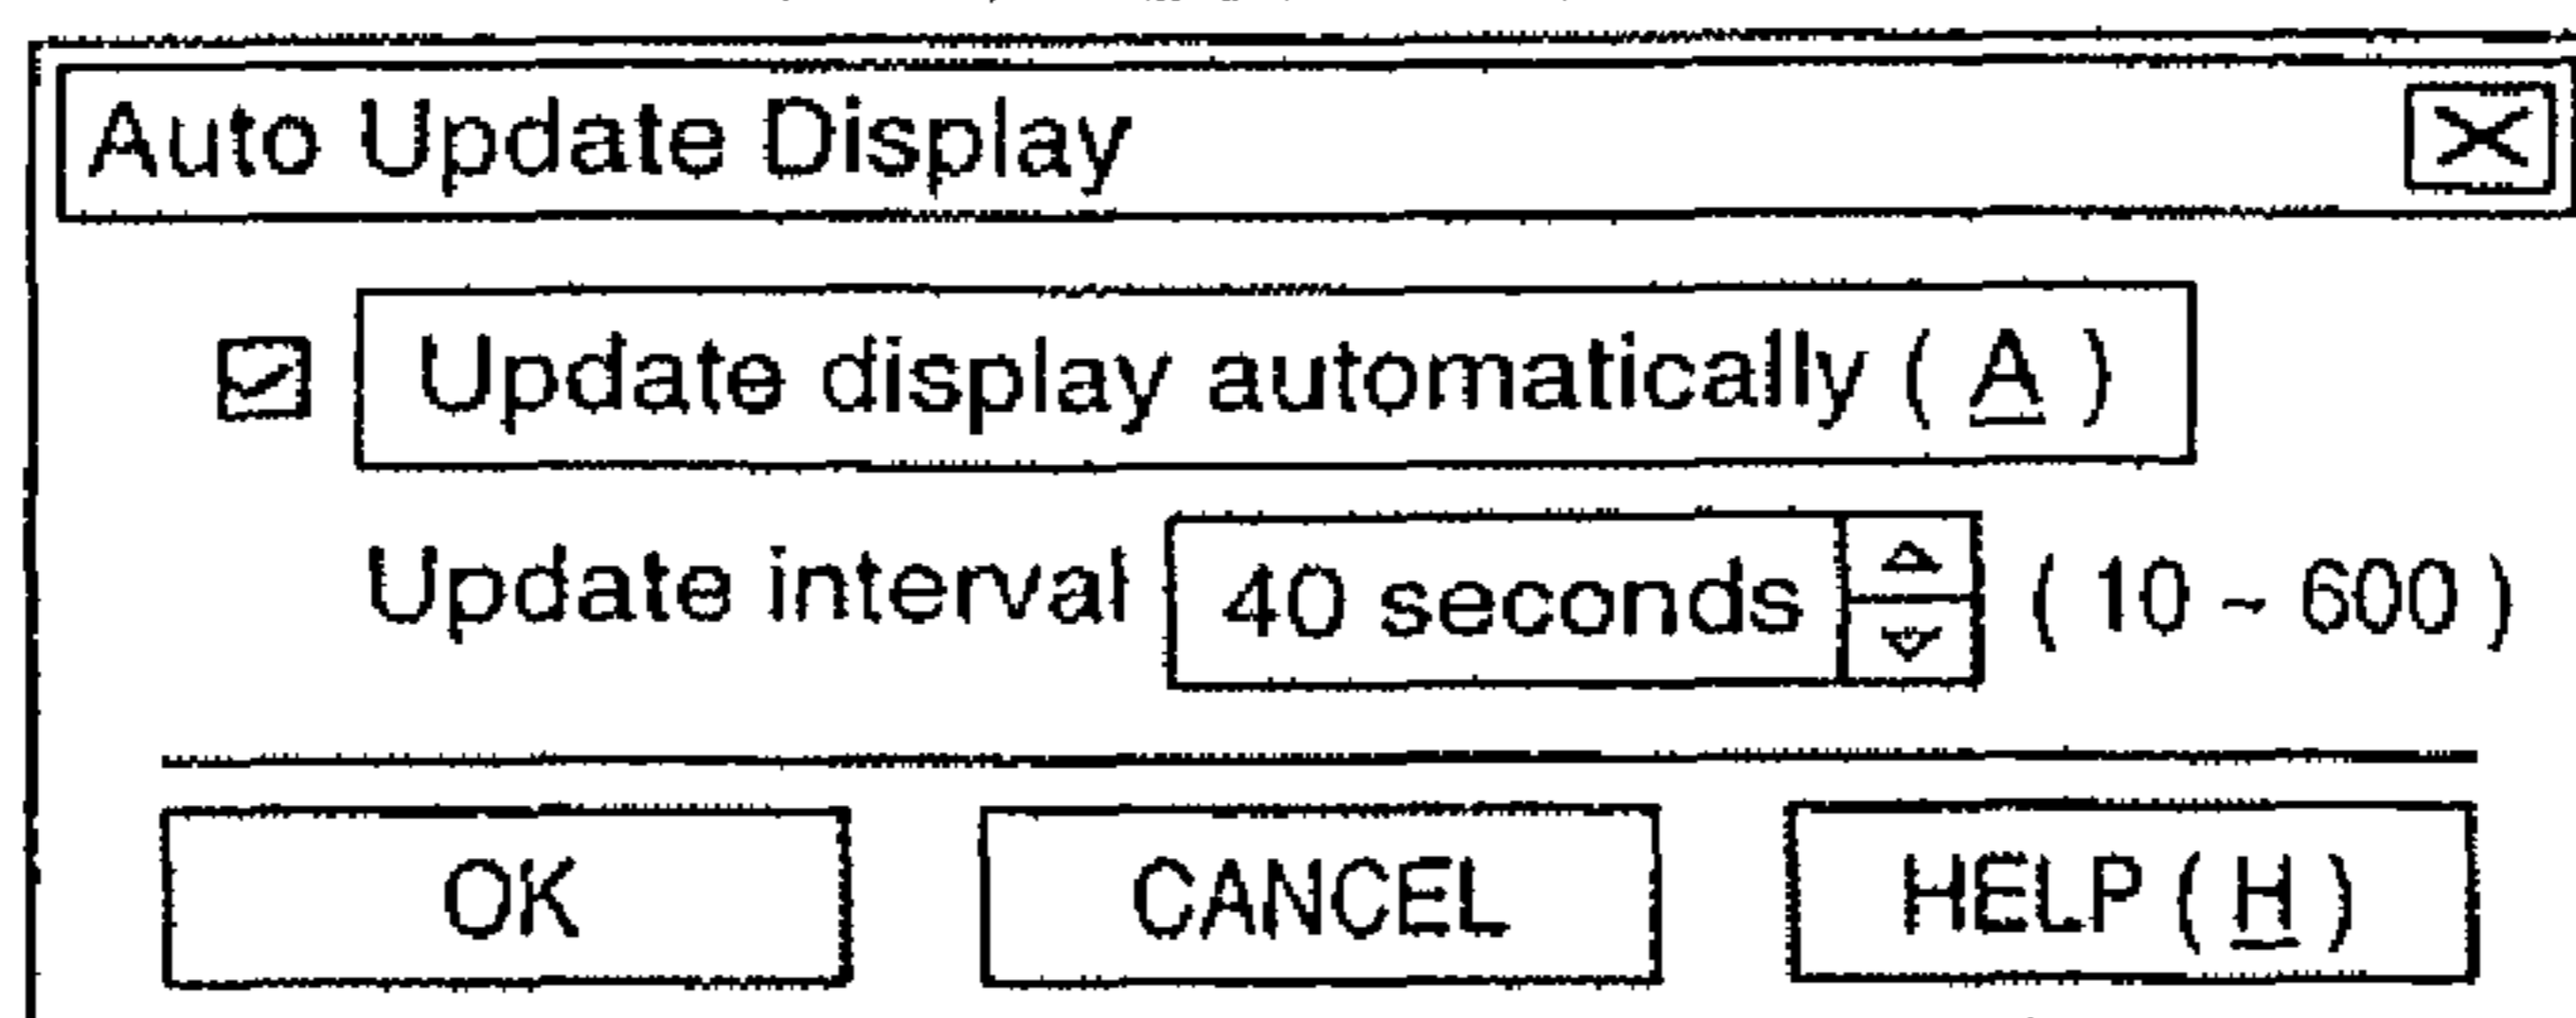 Auto Update Display
Update display automatically ( A )
Update interval 40 seconds ( 10 ~ 600 )
OK CANCEL HELP ( H )